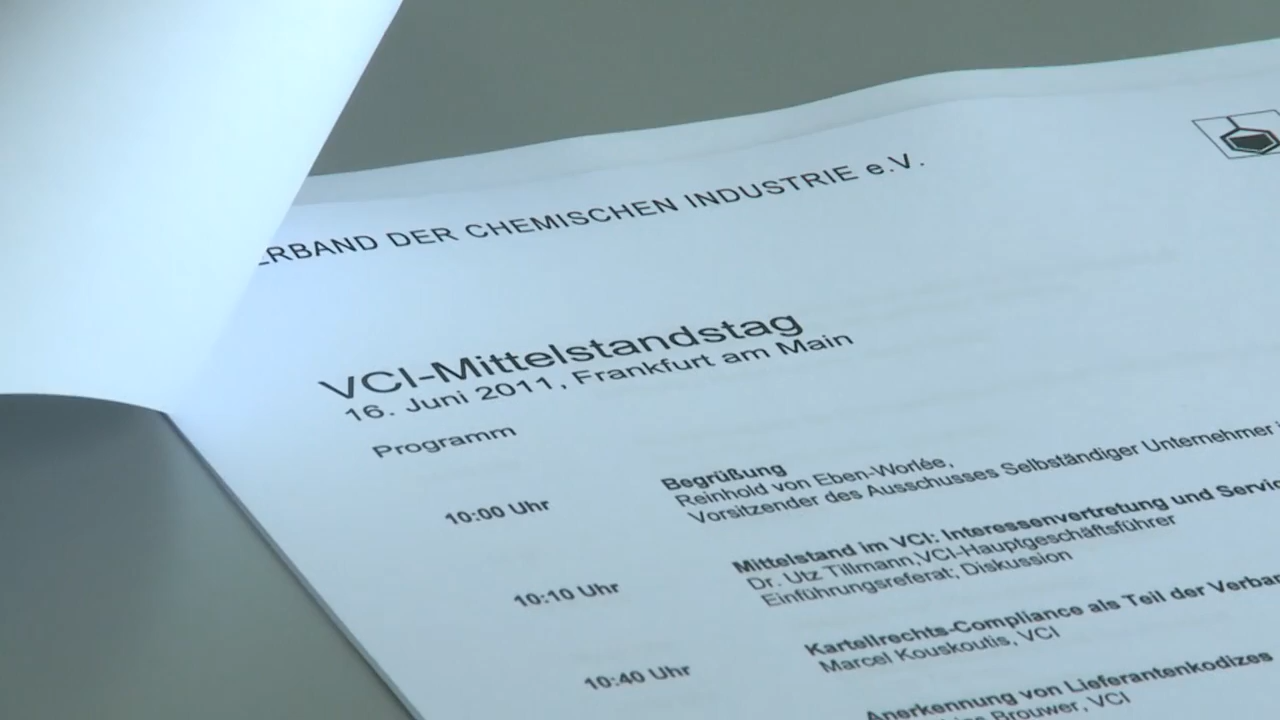 VERBAND DER CHEMISCHEN INDUSTRIE e.V.
VCI-Mittelstandstag
16. Juni 2011, Frankfurt am Main
Programm
10:00 Uhr
Begrüßung
Reinhold von Eben-Worlée,
Vorsitzender des Ausschusses Selbständiger Unternehmer
10:10 Uhr
Mittelstand im VCI: Interessenvertretung und Servic
Dr. Utz Tillmann, VCI-Hauptgeschäftsführer
Einführungsreferat; Diskussion
10:40 Uhr
Kartellrechts-Compliance als Teil der Verban
Marcel Kouskoutis, VCI
Anerkennung von Lieferantenkodizes
Brouwer, VCI